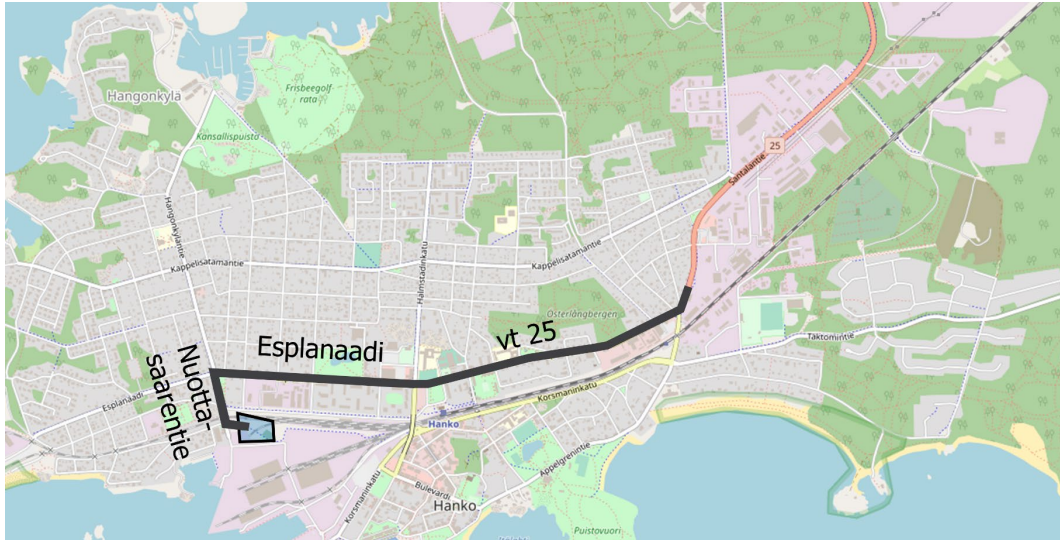 Hangonkylä
Frisbeegolf
rata
Kansallispuisto
25
Santalantie
Hangonkyläntie
Kappelisatamantie
Halmstadinkatu
Kappelisatamantie
Österlångbergen
vt 25
Esplanaadi
Täktomintie
Nuotta-
saarentie
Esplanaadi
Korsmaninkatu
Hanko
Appelgrenintie
Bulevardi
Korsmaninkatu
Hanko
Puistovuori